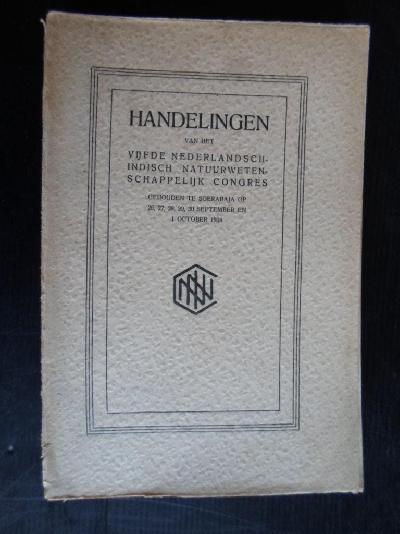 HANDELINGEN
VAN HET
VIJFDE NEDERLANDSCH-
INDISCH NATUURWETEN-
SCHAPPELIJK CONGRES
GEHOUDEN TE SOERABAJA OP
26, 27, 28, 29, 30 SEPTEMBER EN
1 OCTOBER 1928